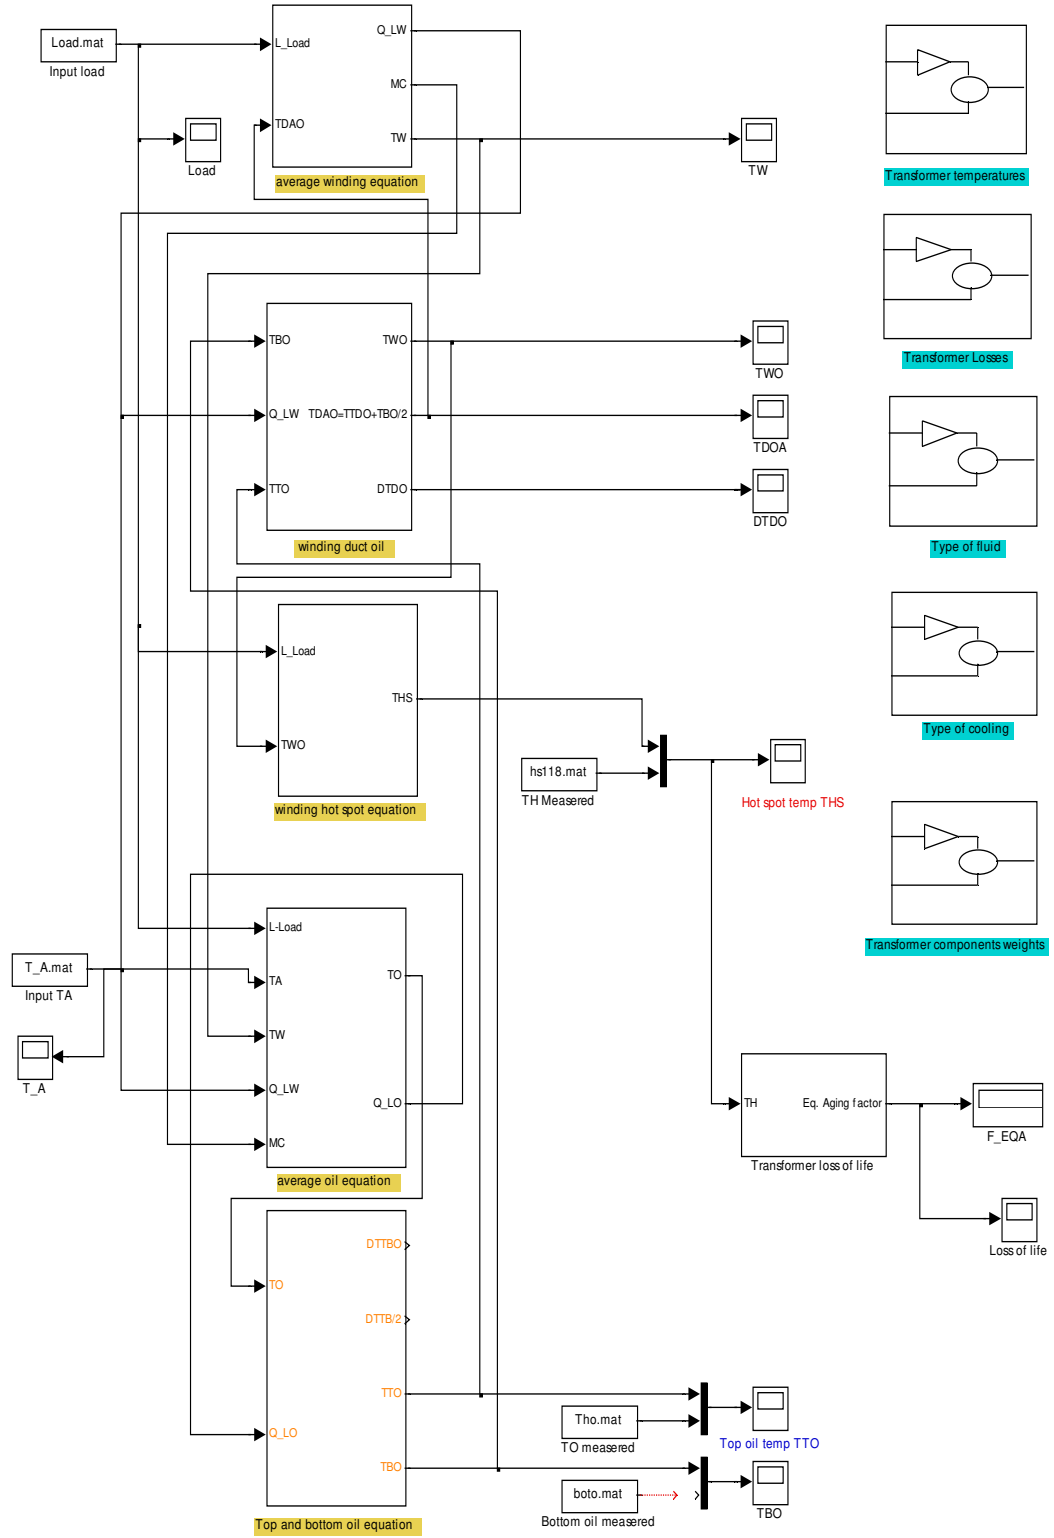 Load.mat
Input load
L_Load
TDAO
Q_LW
MC
TW
average winding equation
Load
TW
Transformer temperatures
Transformer Losses
TBO
Q_LW
TTO
TWO
TDAO=TTDO+TBO/2
DTDO
winding duct oil
TWO
TDOA
DTDO
Type of fluid
L_Load
TWO
THS
winding hot spot equation
hs118.mat
TH Measered
Hot spot temp THS
Type of cooling
Transformer components weights
T_A.mat
Input TA
T_A
L-Load
TA
TW
Q_LW
MC
TO
Q_LO
average oil equation
TH
Eq. Aging factor
Transformer loss of life
F_EQA
Loss of life
TO
Q_LO
DTTBO
DTTB/2
TTO
TBO
Top and bottom oil equation
Tho.mat
TO measered
Top oil temp TTO
boto.mat
Bottom oil measered
TBO